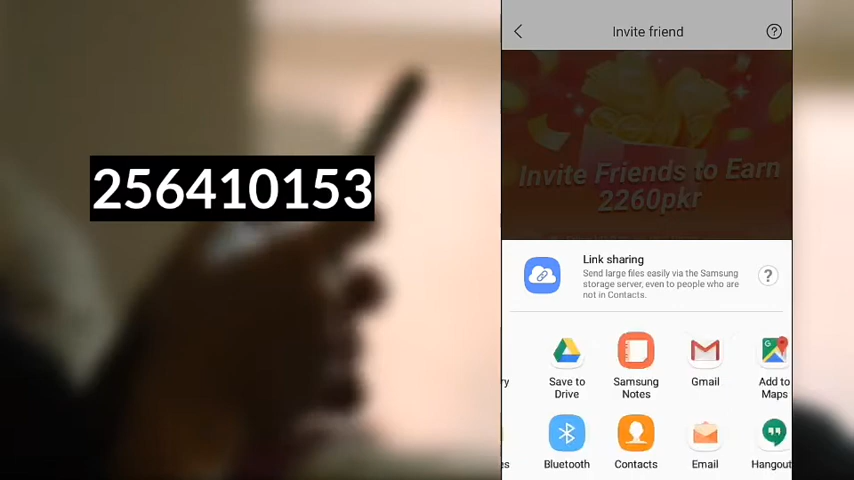 256410153
Invite friend
?
Invite Friends to Earn
2260pkr
Link sharing
Send large files easily via the Samsung
storage server, even to people who are
not in Contacts.
?
ry
Save to
Drive
Samsung
Notes
Gmail
Add to
Maps
es
Bluetooth
Contacts
Email
Hangout